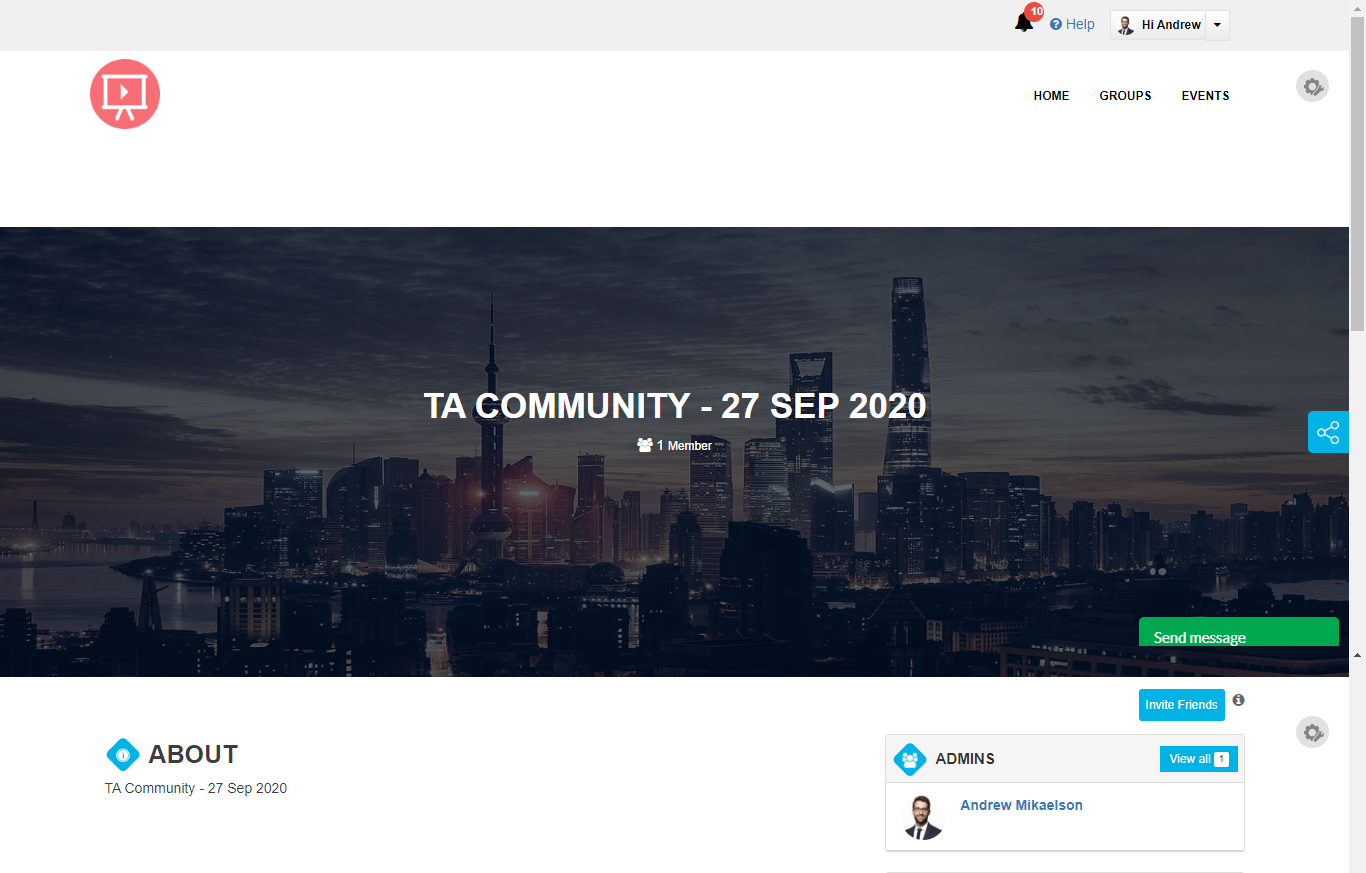 10
Help
Hi Andrew
HOME GROUPS EVENTS
TA COMMUNITY - 27 SEP 2020
1 Member
Send message
Invite Friends
ABOUT
TA Community - 27 Sep 2020
ADMINS
View all 1
Andrew Mikaelson